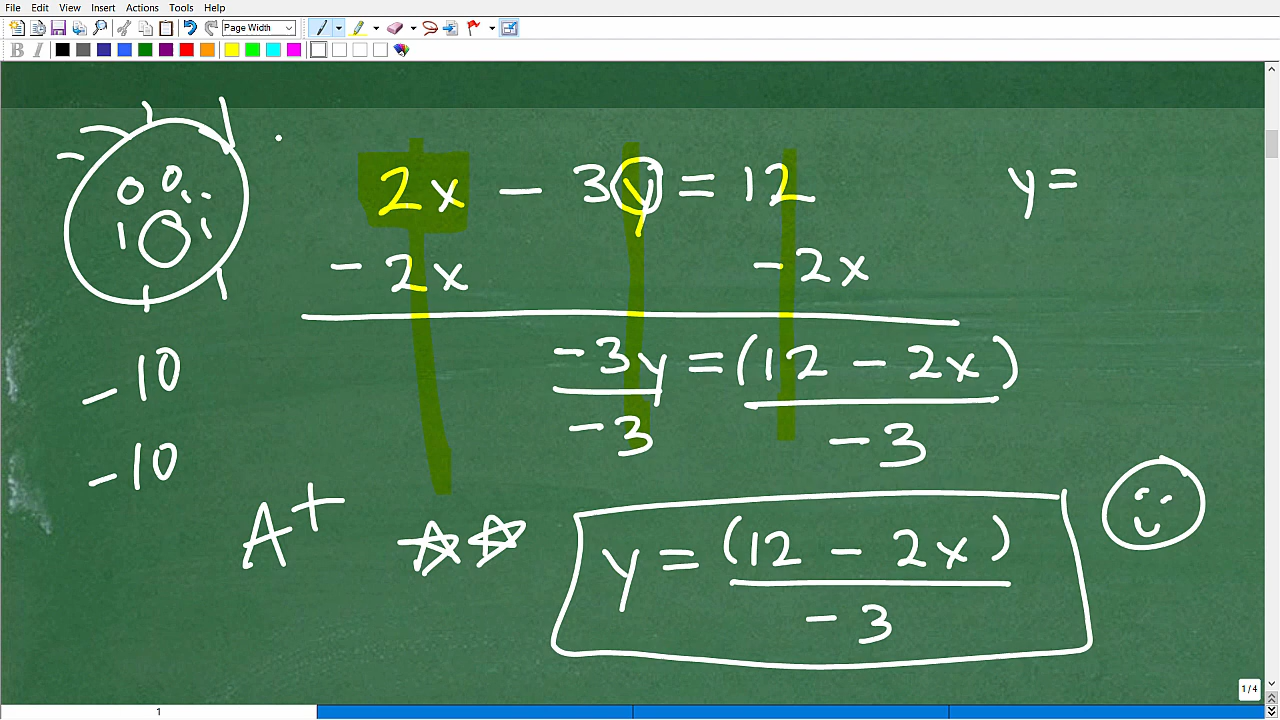 File Edit View Insert Actions Tools Help
Page Width
B I
2x - 3y = 12 y =
- 2x - 2x
-3y = (12 - 2x)
-3 -3
-10
-10
A+
y = (12 - 2x)
-3
1/4
1